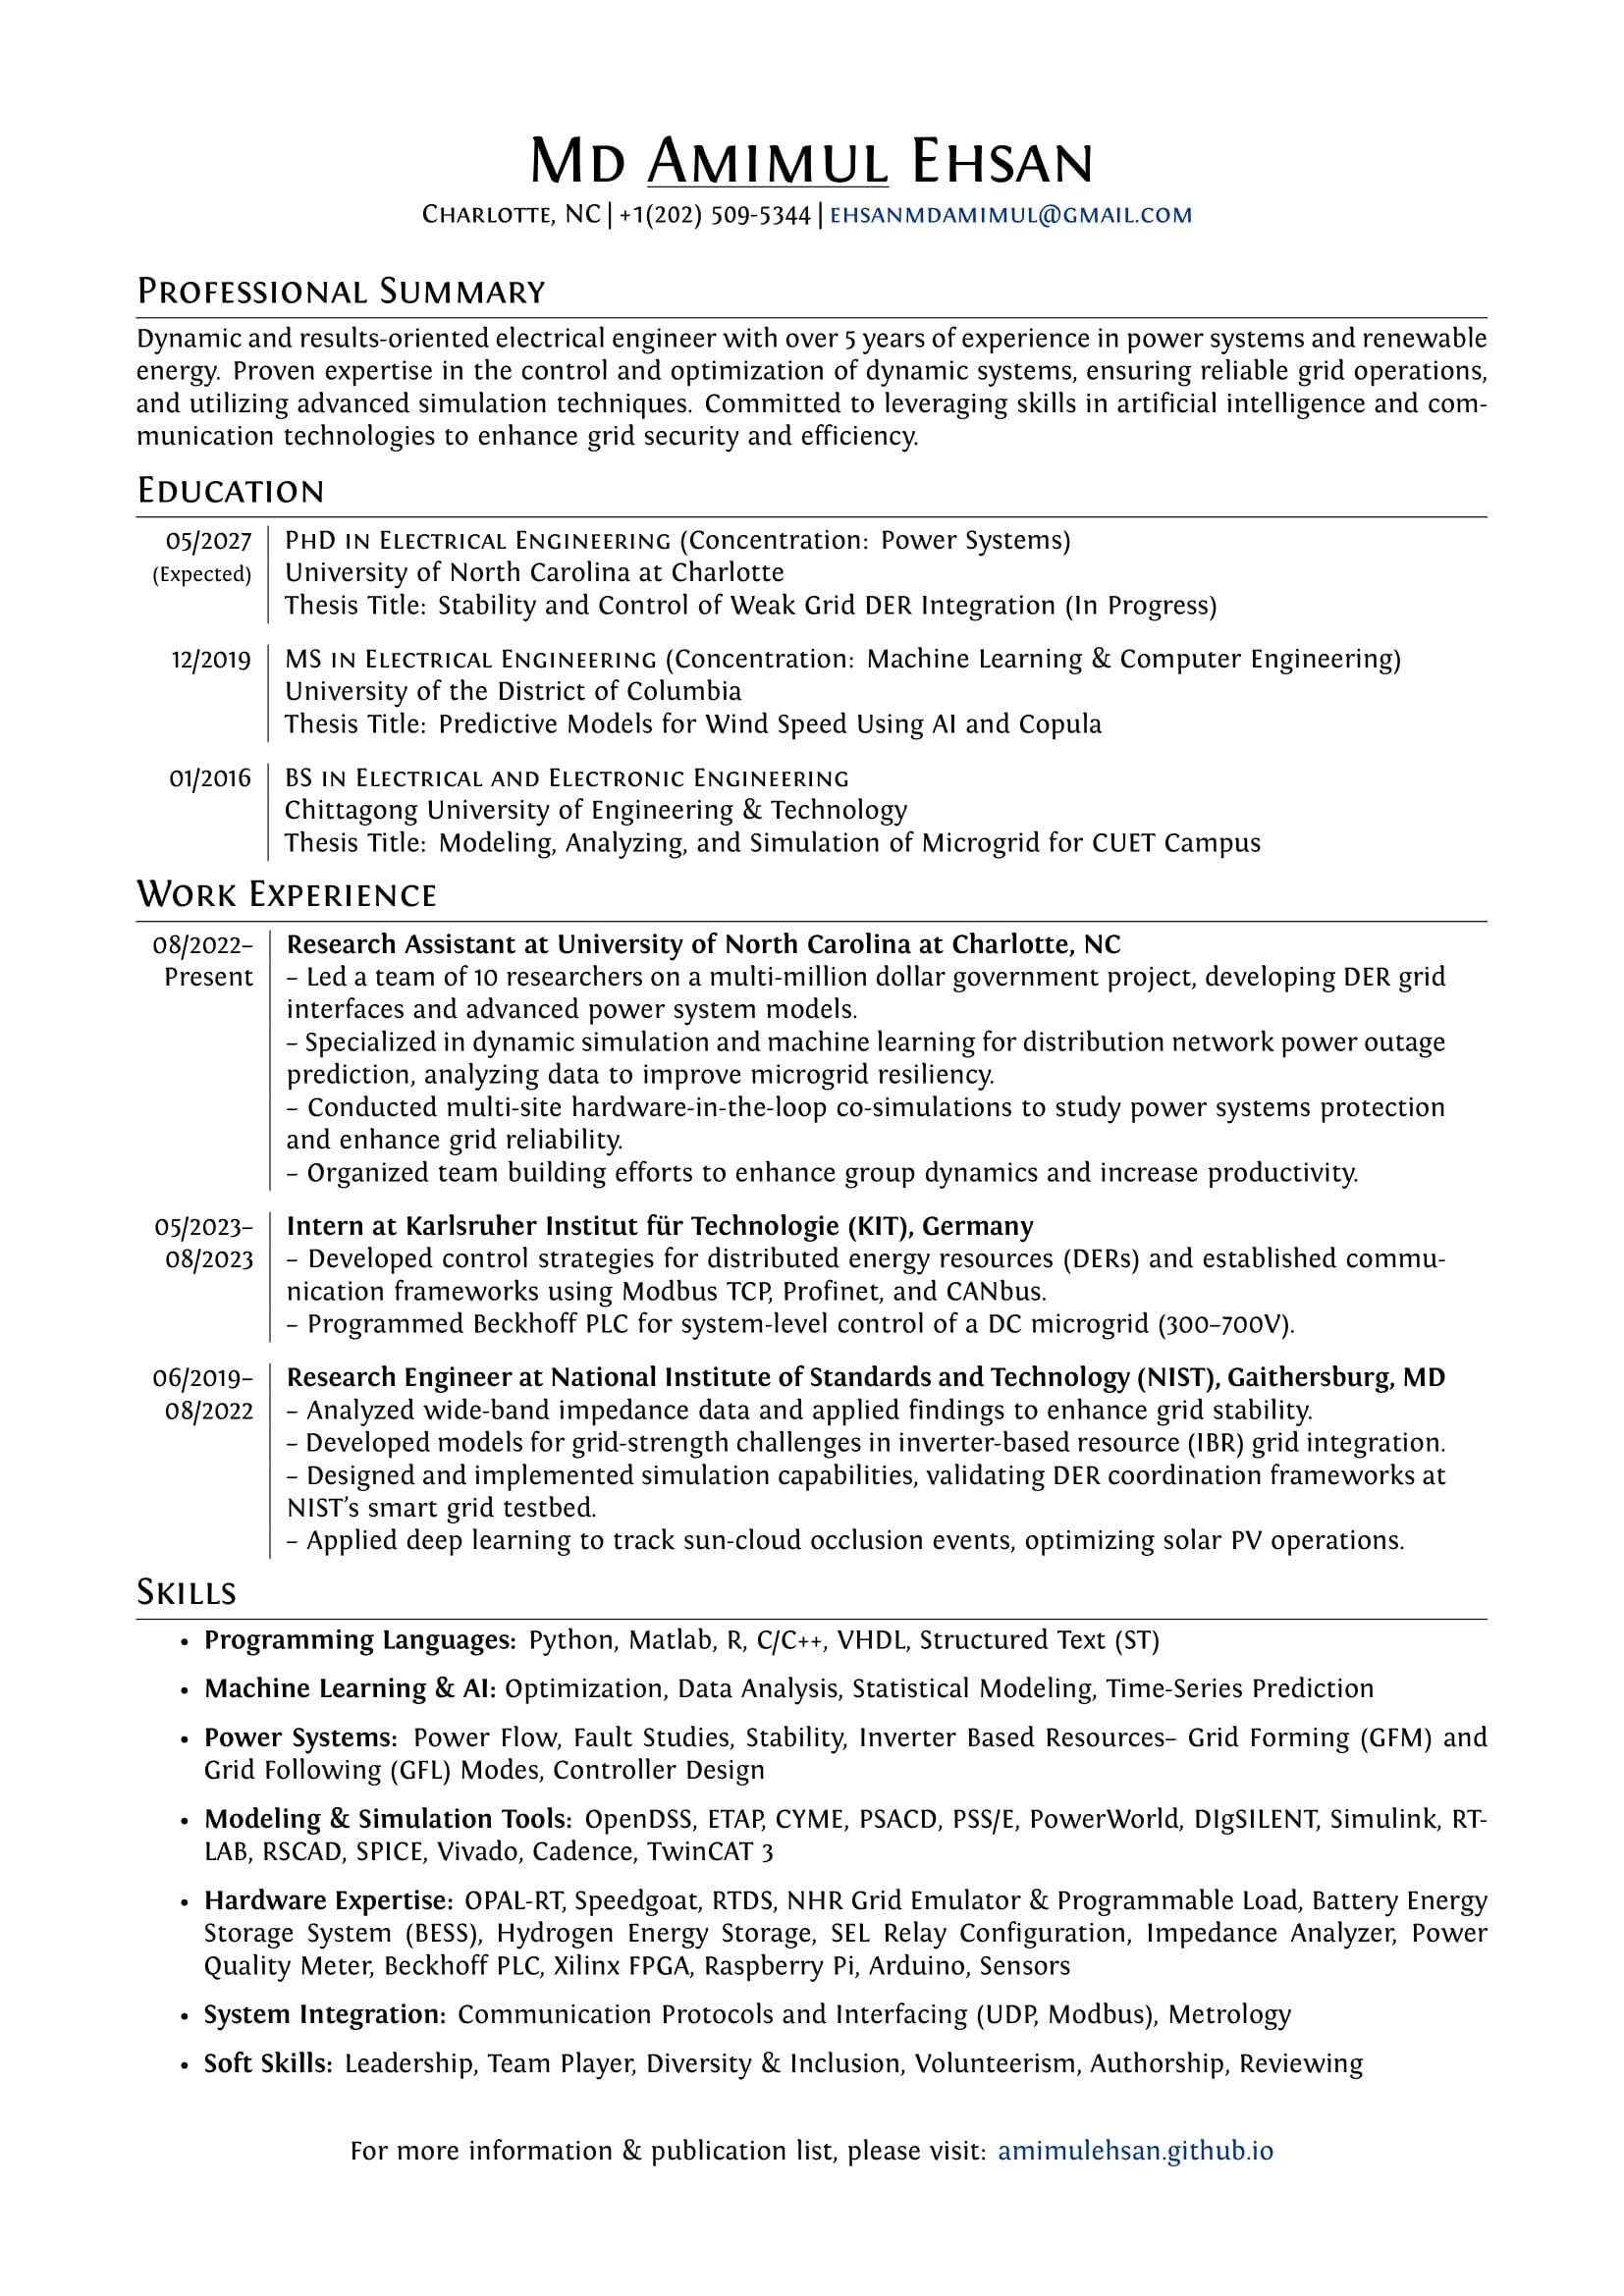 Md Amimul Ehsan
Charlotte, NC | +1(202) 509-5344 | ehsanmdamimul@gmail.com
Professional Summary
Dynamic and results-oriented electrical engineer with over 5 years of experience in power systems and renewable
energy. Proven expertise in the control and optimization of dynamic systems, ensuring reliable grid operations,
and utilizing advanced simulation techniques. Committed to leveraging skills in artificial intelligence and com-
munication technologies to enhance grid security and efficiency.
Education
05/2027 PhD in Electrical Engineering (Concentration: Power Systems)
(Expected) University of North Carolina at Charlotte
Thesis Title: Stability and Control of Weak Grid DER Integration (In Progress)
12/2019 MS in Electrical Engineering (Concentration: Machine Learning & Computer Engineering)
University of the District of Columbia
Thesis Title: Predictive Models for Wind Speed Using AI and Copula
01/2016 BS in Electrical and Electronic Engineering
Chittagong University of Engineering & Technology
Thesis Title: Modeling, Analyzing, and Simulation of Microgrid for CUET Campus
Work Experience
08/2022– Research Assistant at University of North Carolina at Charlotte, NC
Present – Led a team of 10 researchers on a multi-million dollar government project, developing DER grid
interfaces and advanced power system models.
– Specialized in dynamic simulation and machine learning for distribution network power outage
prediction, analyzing data to improve microgrid resiliency.
– Conducted multi-site hardware-in-the-loop co-simulations to study power systems protection
and enhance grid reliability.
– Organized team building efforts to enhance group dynamics and increase productivity.
05/2023– Intern at Karlsruher Institut für Technologie (KIT), Germany
08/2023 – Developed control strategies for distributed energy resources (DERs) and established commu-
nication frameworks using Modbus TCP, Profinet, and CANbus.
– Programmed Beckhoff PLC for system-level control of a DC microgrid (300–700V).
06/2019– Research Engineer at National Institute of Standards and Technology (NIST), Gaithersburg, MD
08/2022 – Analyzed wide-band impedance data and applied findings to enhance grid stability.
– Developed models for grid-strength challenges in inverter-based resource (IBR) grid integration.
– Designed and implemented simulation capabilities, validating DER coordination frameworks at
NIST's smart grid testbed.
– Applied deep learning to track sun-cloud occlusion events, optimizing solar PV operations.
Skills
• Programming Languages: Python, Matlab, R, C/C++, VHDL, Structured Text (ST)
• Machine Learning & AI: Optimization, Data Analysis, Statistical Modeling, Time-Series Prediction
• Power Systems: Power Flow, Fault Studies, Stability, Inverter Based Resources– Grid Forming (GFM) and
Grid Following (GFL) Modes, Controller Design
• Modeling & Simulation Tools: OpenDSS, ETAP, CYME, PSACD, PSS/E, PowerWorld, DIgSILENT, Simulink, RT-
LAB, RSCAD, SPICE, Vivado, Cadence, TwinCAT 3
• Hardware Expertise: OPAL-RT, Speedgoat, RTDS, NHR Grid Emulator & Programmable Load, Battery Energy
Storage System (BESS), Hydrogen Energy Storage, SEL Relay Configuration, Impedance Analyzer, Power
Quality Meter, Beckhoff PLC, Xilinx FPGA, Raspberry Pi, Arduino, Sensors
• System Integration: Communication Protocols and Interfacing (UDP, Modbus), Metrology
• Soft Skills: Leadership, Team Player, Diversity & Inclusion, Volunteerism, Authorship, Reviewing
For more information & publication list, please visit: amimulehsan.github.io